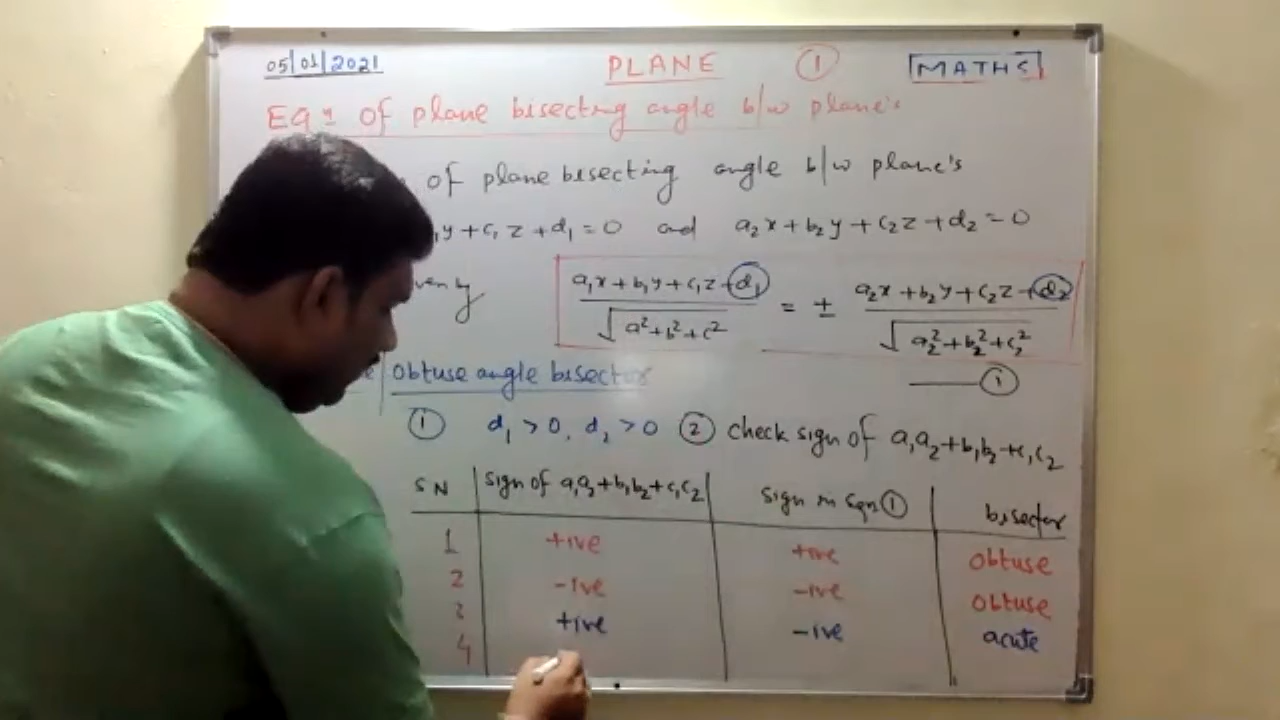 05/01/2021 PLANE ① MATHS
Eqⁿ of plane bisecting angle b/w plane's
of plane bisecting angle b/w plane's
y + c₁ z + d₁ = 0 and a₂x + b₂y + c₂z + d₂ = 0
by (a₁x + b₁y + c₁z + d₁) / √(a² + b² + c²) = ± (a₂x + b₂y + c₂z + d₂) / √(a₂² + b₂² + c₂²)
— ①
obtuse angle bisector
① d₁ > 0, d₂ > 0 ② check sign of a₁a₂ + b₁b₂ + c₁c₂
SN sign of a₁a₂ + b₁b₂ + c₁c₂ sign in eqn ① bisector
1 +ive +ive obtuse
2 -ive -ive obtuse
3 +ive -ive acute
4